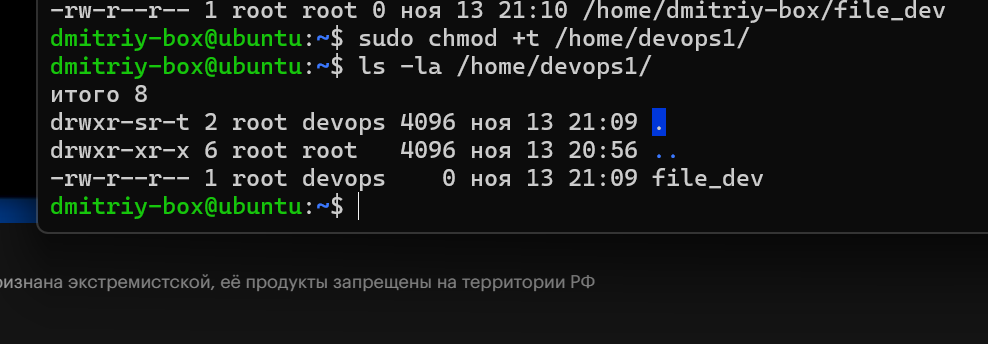 -rw-r--r-- 1 root root 0 ноя 13 21:10 /home/dmitriy-box/file_dev
dmitriy-box@ubuntu:~$ sudo chmod +t /home/devops1/
dmitriy-box@ubuntu:~$ ls -la /home/devops1/
итого 8
drwxr-sr-t 2 root devops 4096 ноя 13 21:09 .
drwxr-xr-x 6 root root   4096 ноя 13 20:56 ..
-rw-r--r-- 1 root devops    0 ноя 13 21:09 file_dev
dmitriy-box@ubuntu:~$
экстремистской, её продукты запрещены на территории РФ